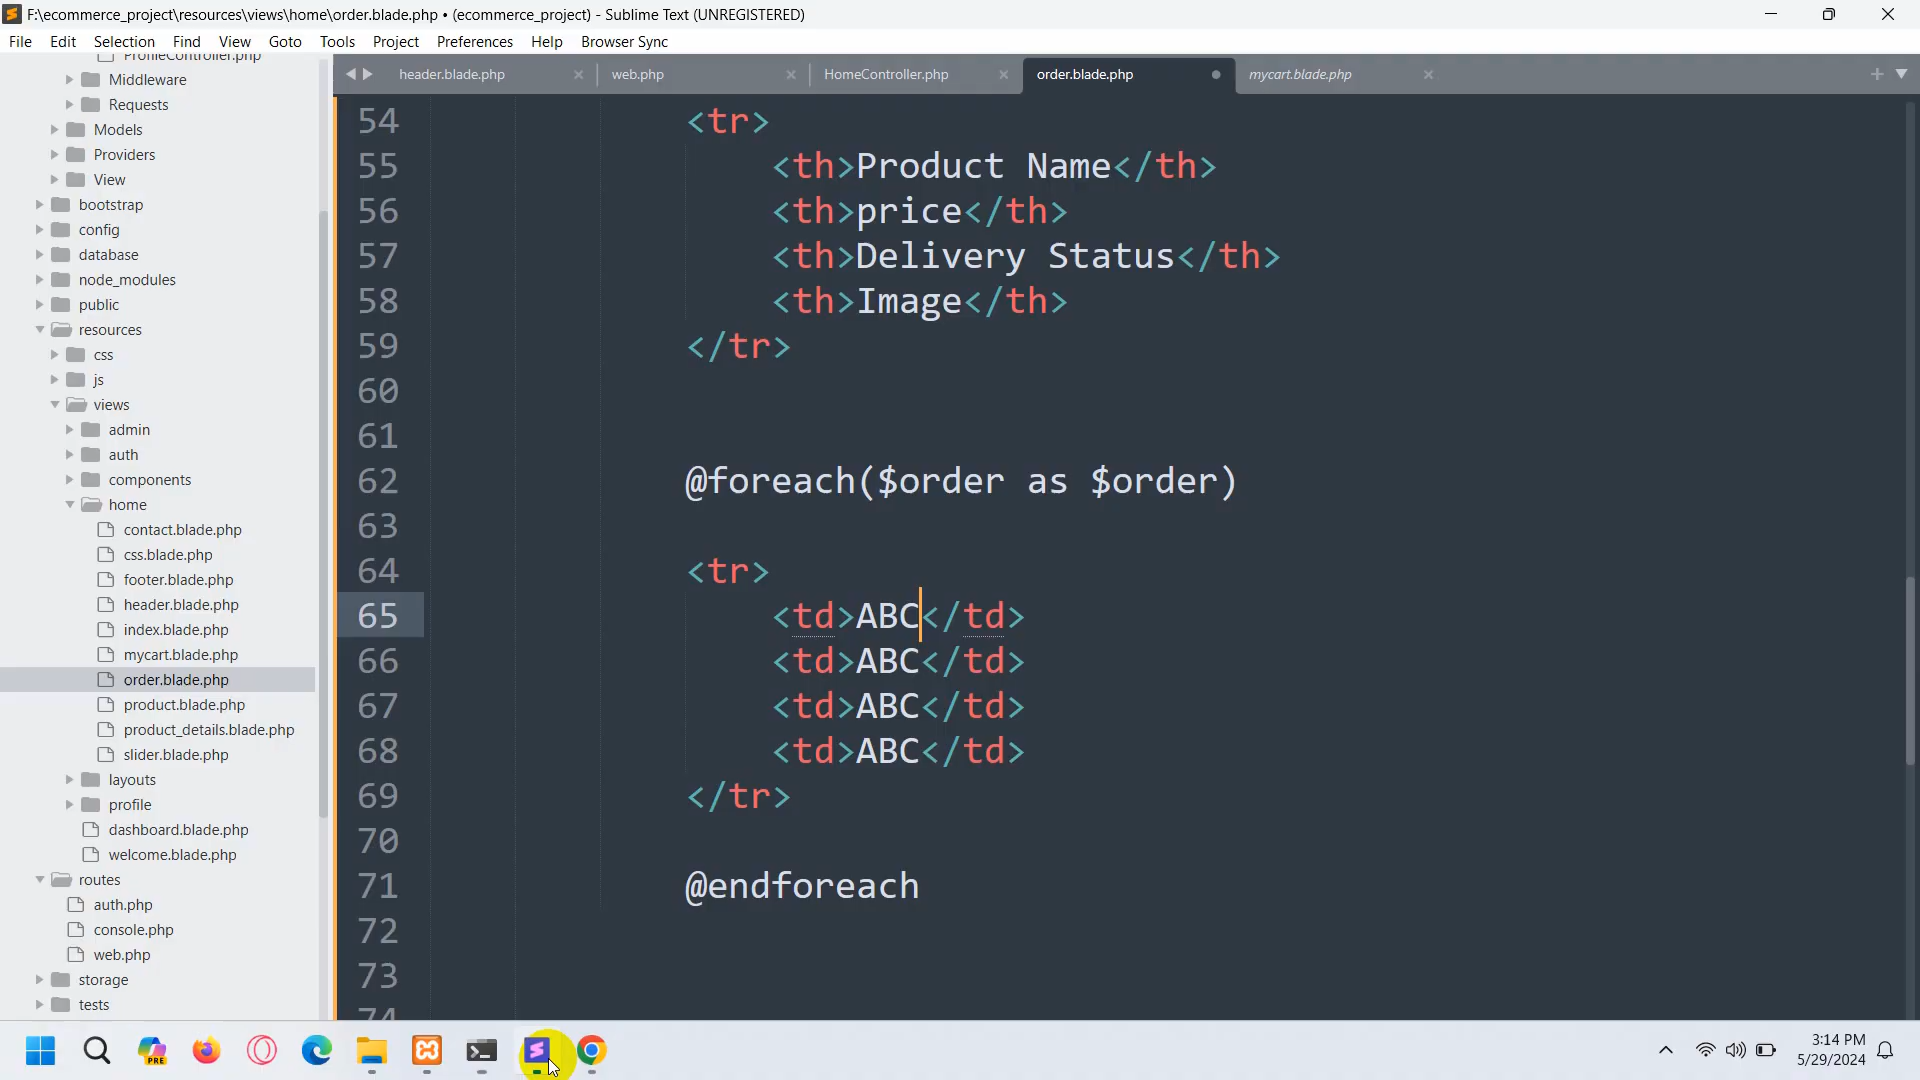 F:\ecommerce_project\resources\views\home\order.blade.php • (ecommerce_project) - Sublime Text (UNREGISTERED)
File Edit Selection Find View Goto Tools Project Preferences Help Browser Sync
ProfileController.php
Middleware
Requests
Models
Providers
View
bootstrap
config
database
node_modules
public
resources
css
js
views
admin
auth
components
home
contact.blade.php
css.blade.php
footer.blade.php
header.blade.php
index.blade.php
mycart.blade.php
order.blade.php
product.blade.php
product_details.blade.php
slider.blade.php
layouts
profile
dashboard.blade.php
welcome.blade.php
routes
auth.php
console.php
web.php
storage
tests
header.blade.php web.php HomeController.php order.blade.php mycart.blade.php
54 <tr>
55 <th>Product Name</th>
56 <th>price</th>
57 <th>Delivery Status</th>
58 <th>Image</th>
59 </tr>
60
61
62 @foreach($order as $order)
63
64 <tr>
65 <td>ABC</td>
66 <td>ABC</td>
67 <td>ABC</td>
68 <td>ABC</td>
69 </tr>
70
71 @endforeach
72
73
74
PRE
3:14 PM
5/29/2024